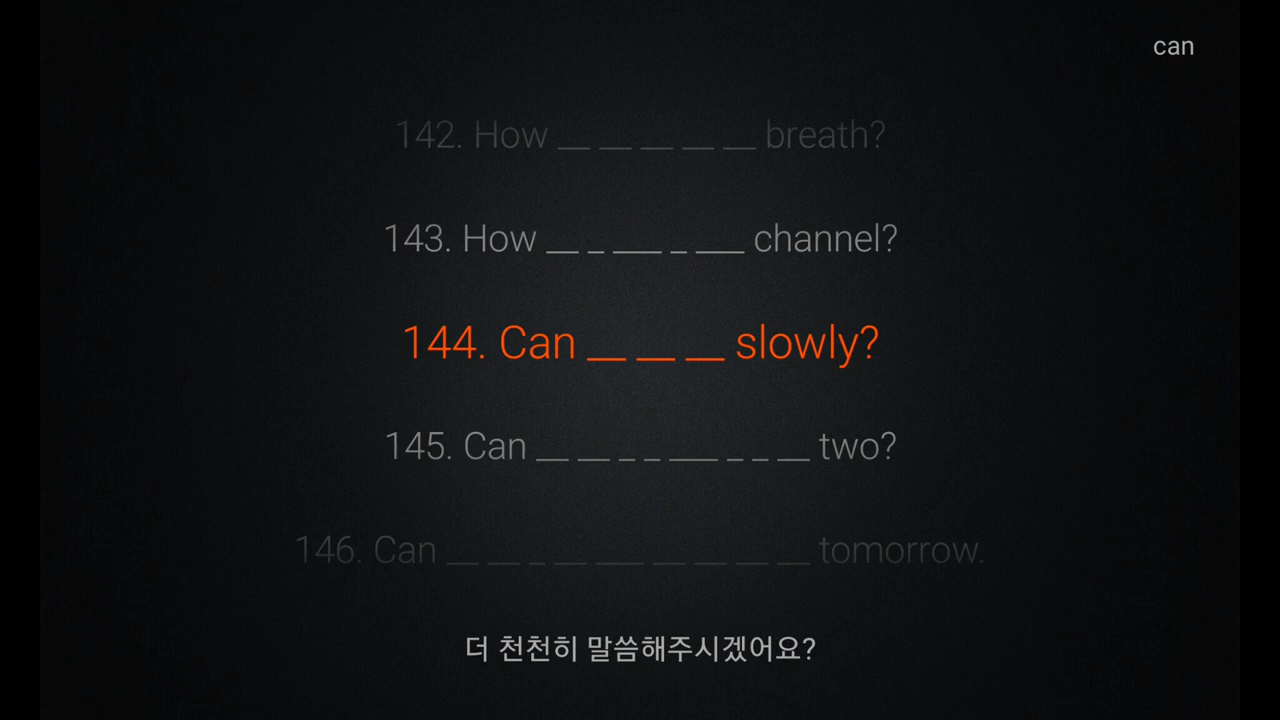 can
142. How __ __ __ __ __ breath?
143. How __ _ ___ _ ___ channel?
144. Can __ __ __ slowly?
145. Can __ __ _ _ ___ _ _ __ two?
146. Can __ __ _ __ ___ __ __ __ __ tomorrow.
더 천천히 말씀해주시겠어요?